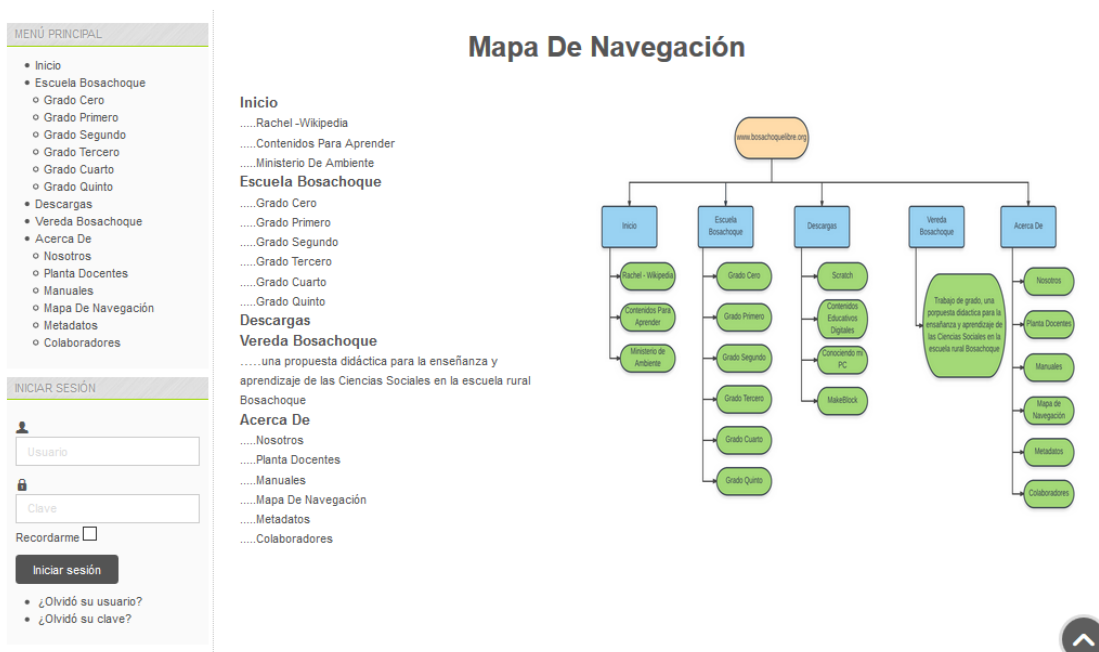 MENÚ PRINCIPAL
Inicio
Escuela Bosachoque
Grado Cero
Grado Primero
Grado Segundo
Grado Tercero
Grado Cuarto
Grado Quinto
Descargas
Vereda Bosachoque
Acerca De
Nosotros
Planta Docentes
Manuales
Mapa De Navegación
Metadatos
Colaboradores
INICIAR SESIÓN
Usuario
Clave
Recordarme
Iniciar sesión
¿Olvidó su usuario?
¿Olvidó su clave?
Mapa De Navegación
Inicio
.....Rachel -Wikipedia
.....Contenidos Para Aprender
.....Ministerio De Ambiente
Escuela Bosachoque
.....Grado Cero
.....Grado Primero
.....Grado Segundo
.....Grado Tercero
.....Grado Cuarto
.....Grado Quinto
Descargas
Vereda Bosachoque
.....una propuesta didáctica para la enseñanza y
aprendizaje de las Ciencias Sociales en la escuela rural
Bosachoque
Acerca De
.....Nosotros
.....Planta Docentes
.....Manuales
.....Mapa De Navegación
.....Metadatos
.....Colaboradores
www.bosachoquelibre.org
Inicio
Rachel - Wikipedia
Contenidos Para
Aprender
Ministerio de
Ambiente
Escuela
Bosachoque
Grado Cero
Grado Primero
Grado Segundo
Grado Tercero
Grado Cuarto
Grado Quinto
Descargas
Scratch
Contenidos
Educativos
Digitales
Conociendo mi
PC
MakeBlock
Vereda
Bosachoque
Trabajo de grado, una
porpuesta didactica para la
ensañanza y aprendizaje de
las Ciencias Sociales en la
escuela rural Bosachoque
Acerca De
Nosotros
Planta Docentes
Manuales
Mapa de
Navegación
Metadatos
Colaboradores